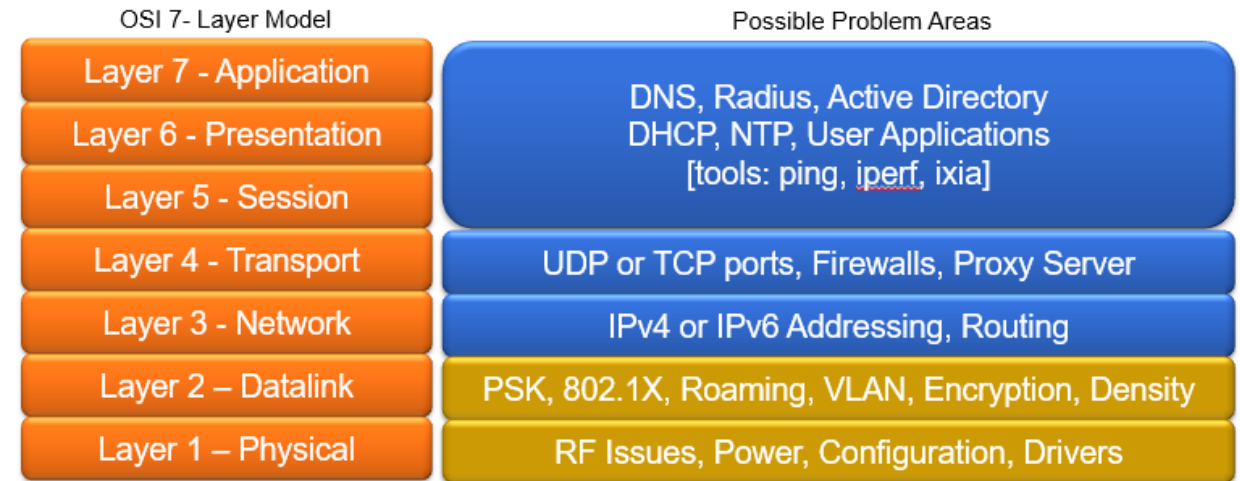 OSI 7- Layer Model
Possible Problem Areas
Layer 7 - Application
Layer 6 - Presentation
Layer 5 - Session
DNS, Radius, Active Directory
DHCP, NTP, User Applications
[tools: ping, iperf, ixia]
Layer 4 - Transport
UDP or TCP ports, Firewalls, Proxy Server
Layer 3 - Network
IPv4 or IPv6 Addressing, Routing
Layer 2 – Datalink
PSK, 802.1X, Roaming, VLAN, Encryption, Density
Layer 1 – Physical
RF Issues, Power, Configuration, Drivers